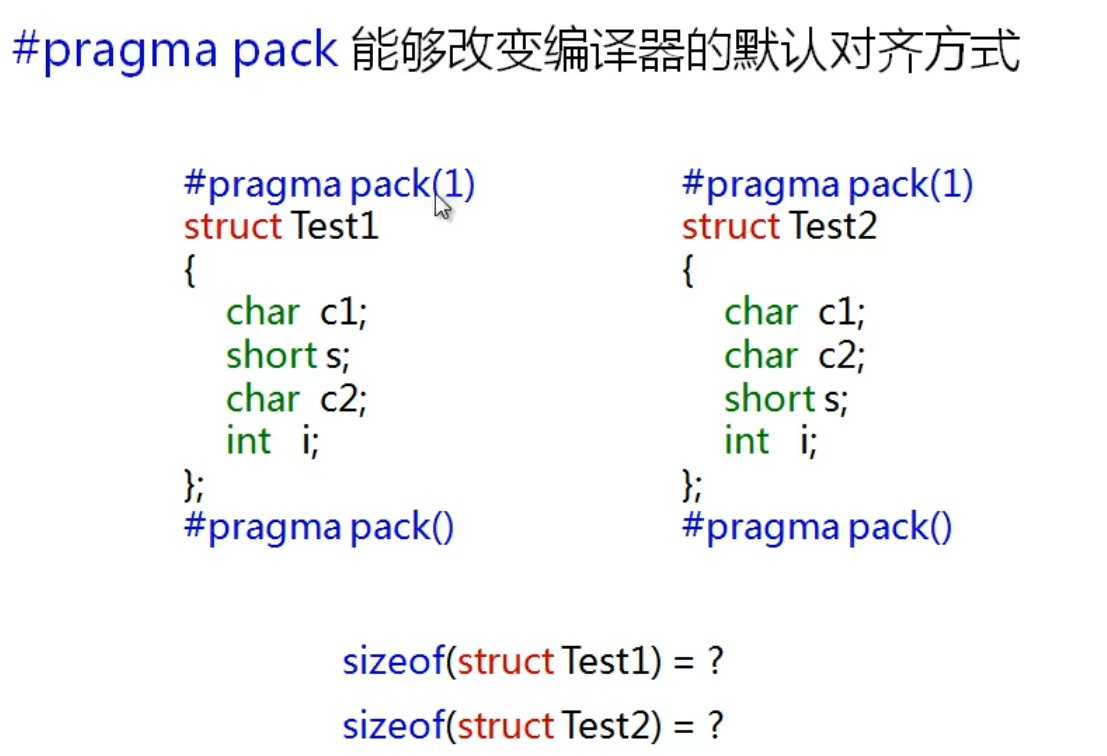 #pragma pack 能够改变编译器的默认对齐方式
#pragma pack(1)
struct Test1
{
char c1;
short s;
char c2;
int i;
};
#pragma pack()
#pragma pack(1)
struct Test2
{
char c1;
char c2;
short s;
int i;
};
#pragma pack()
sizeof(struct Test1) = ?
sizeof(struct Test2) = ?